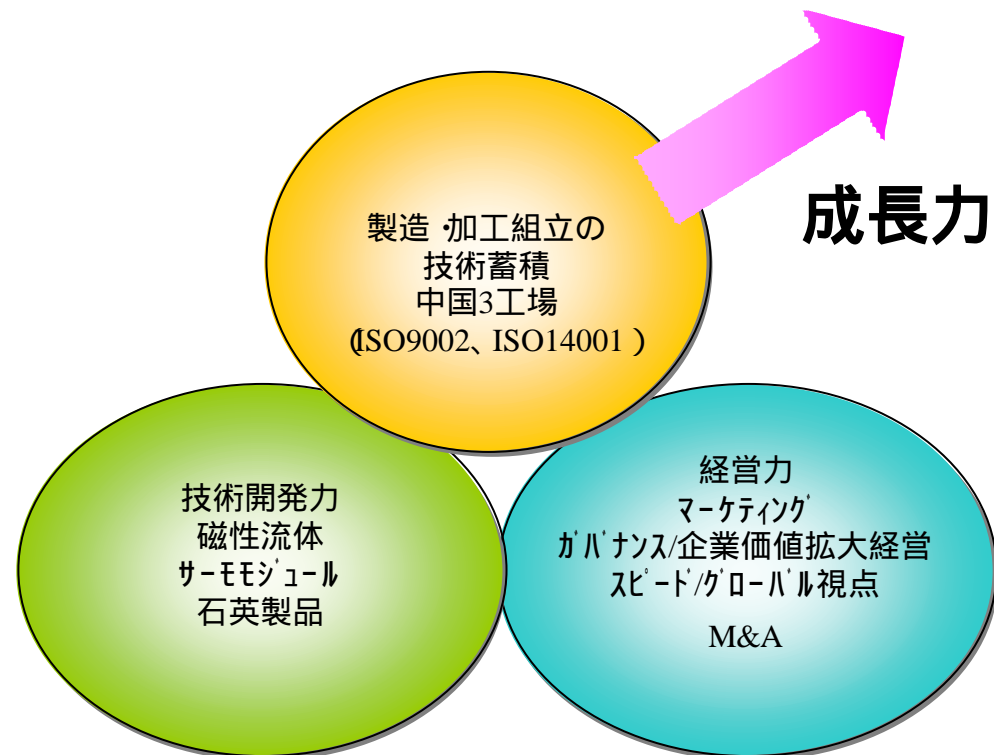 成長力
製造・加工組立の
技術蓄積
中国3工場
(ISO9002、ISO14001)
技術開発力
磁性流体
ｻｰﾓﾓｼﾞｭｰﾙ
石英製品
経営力
ﾏｰｹﾃｨﾝｸﾞ
ｶﾞﾊﾞﾅﾝｽ/企業価値拡大経営
ｽﾋﾟｰﾄﾞ/ｸﾞﾛｰﾊﾞﾙ視点
M&A